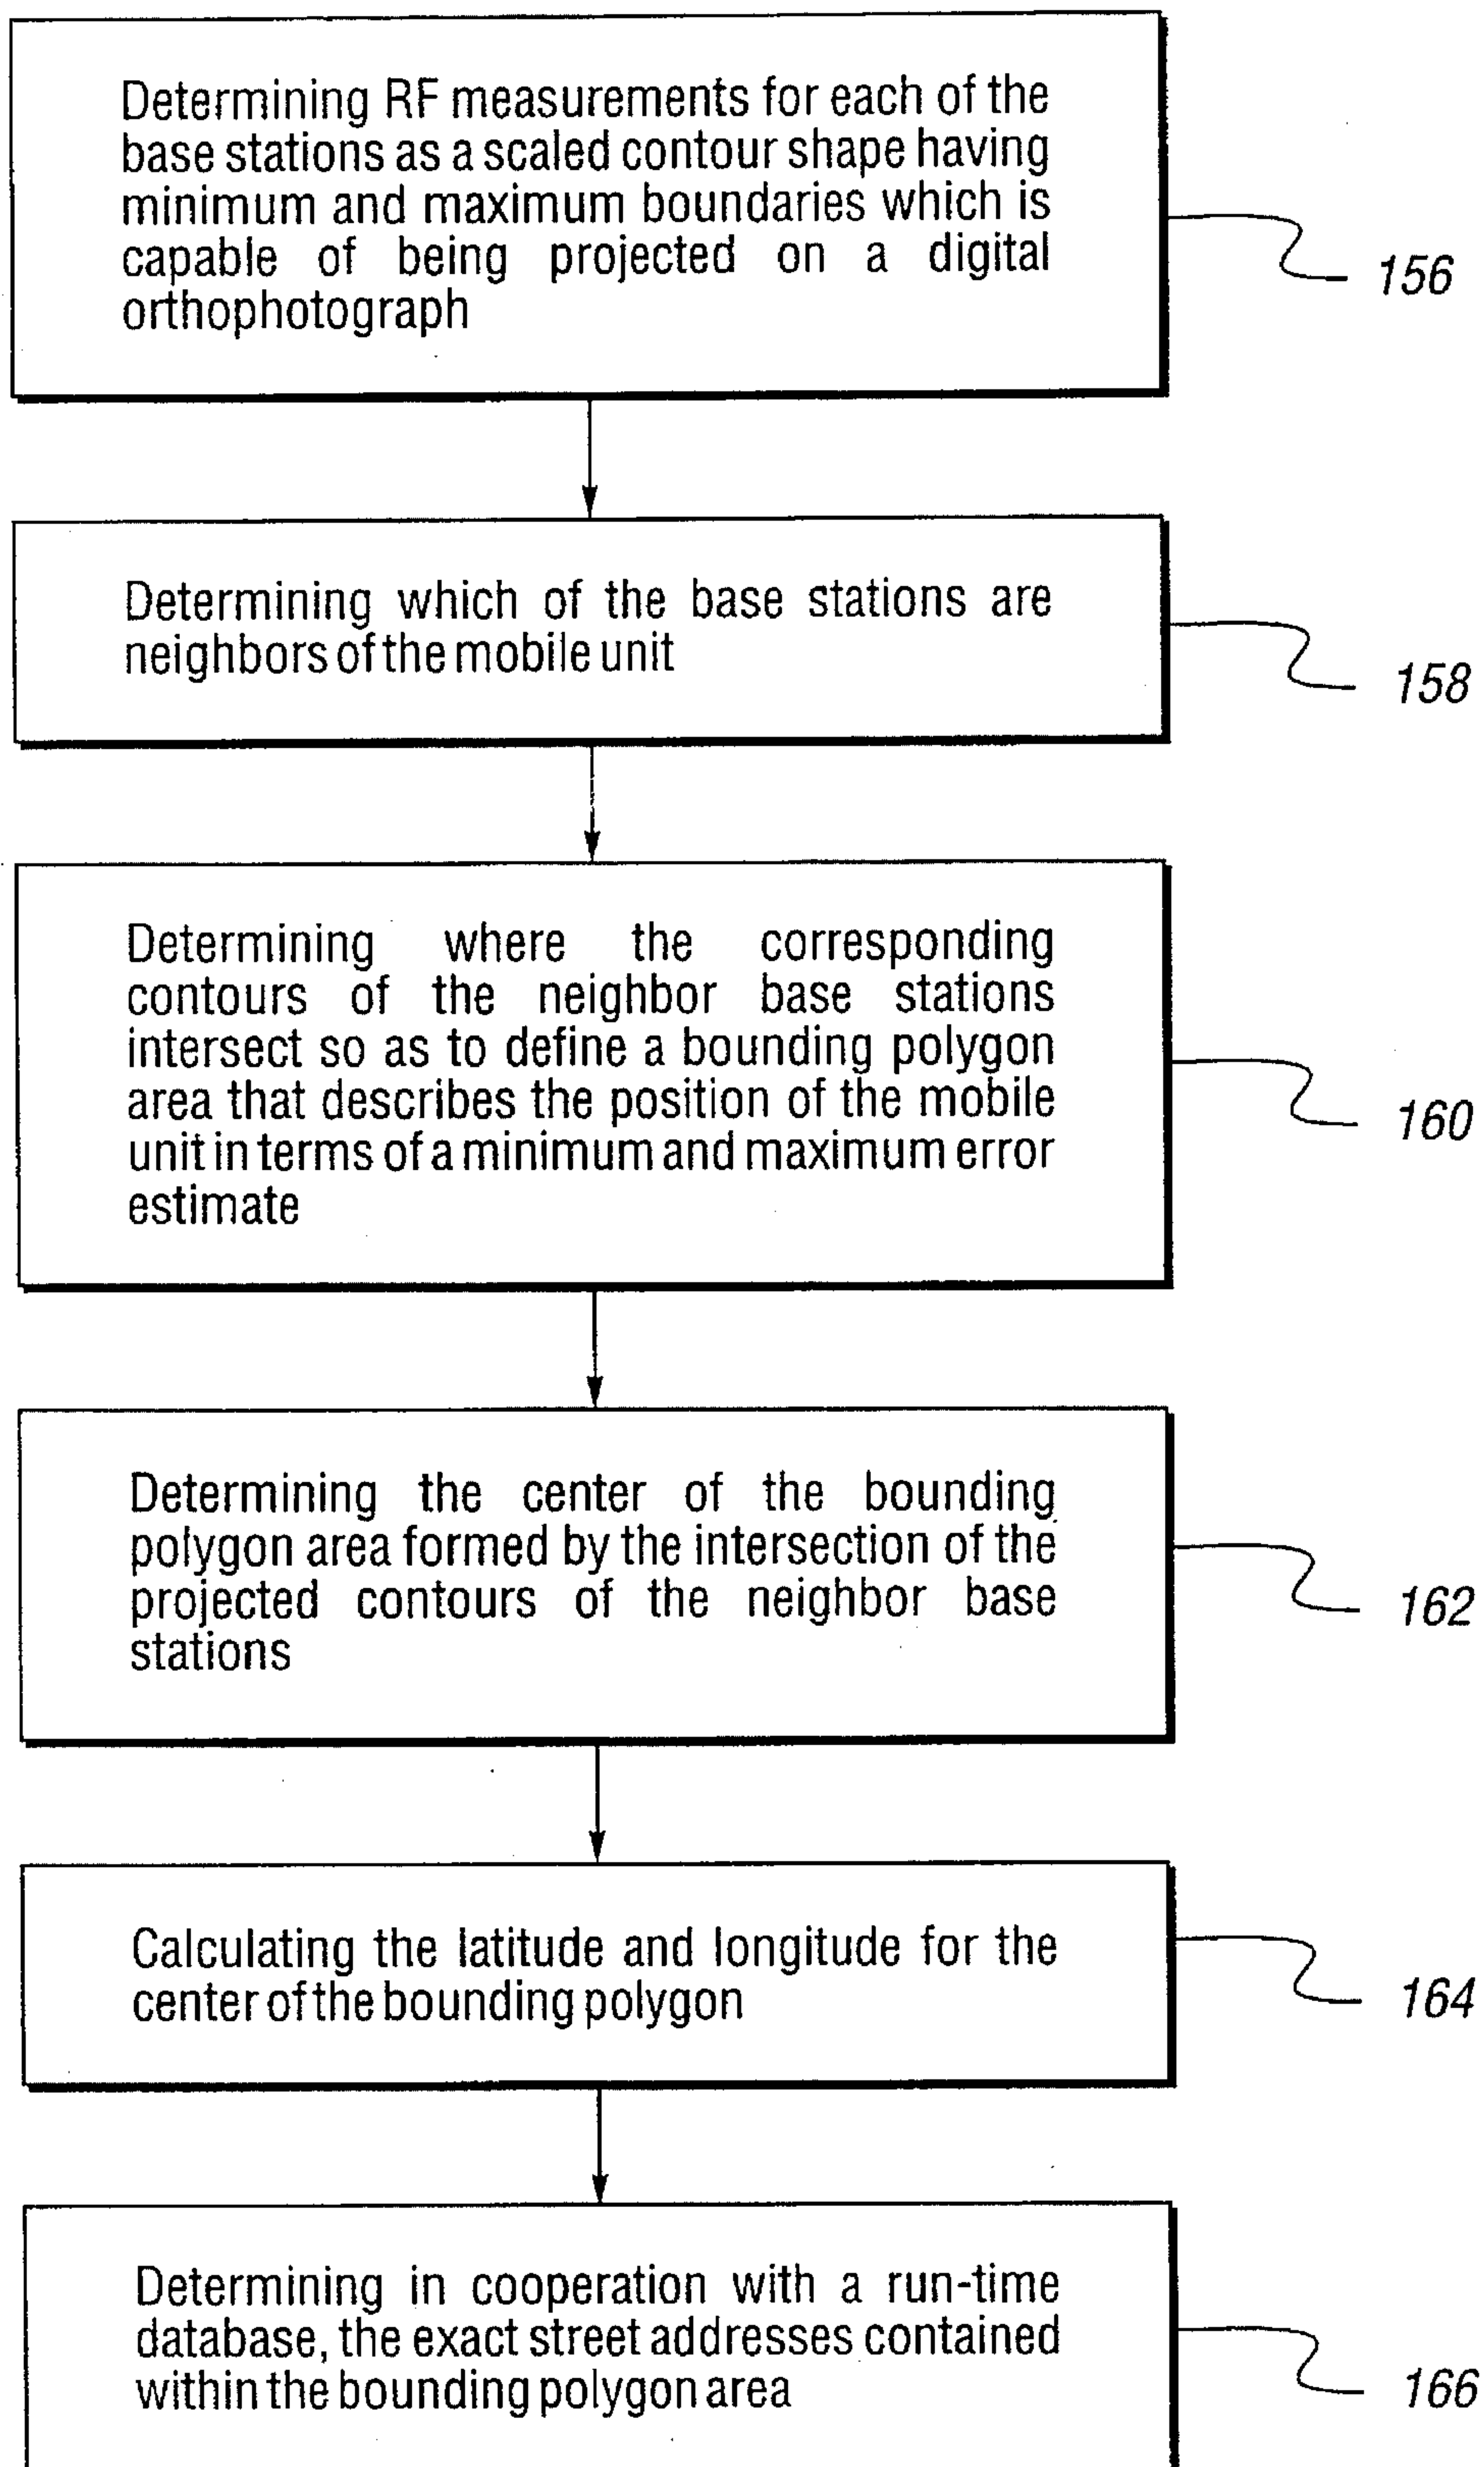 Determining RF measurements for each of the
base stations as a scaled contour shape having
minimum and maximum boundaries which is
capable of being projected on a digital
orthophotograph
156
Determining which of the base stations are
neighbors of the mobile unit
158
Determining where the corresponding
contours of the neighbor base stations
intersect so as to define a bounding polygon
area that describes the position of the mobile
unit in terms of a minimum and maximum error
estimate
160
Determining the center of the bounding
polygon area formed by the intersection of the
projected contours of the neighbor base
stations
162
Calculating the latitude and longitude for the
center of the bounding polygon
164
Determining in cooperation with a run-time
database, the exact street addresses contained
within the bounding polygon area
166